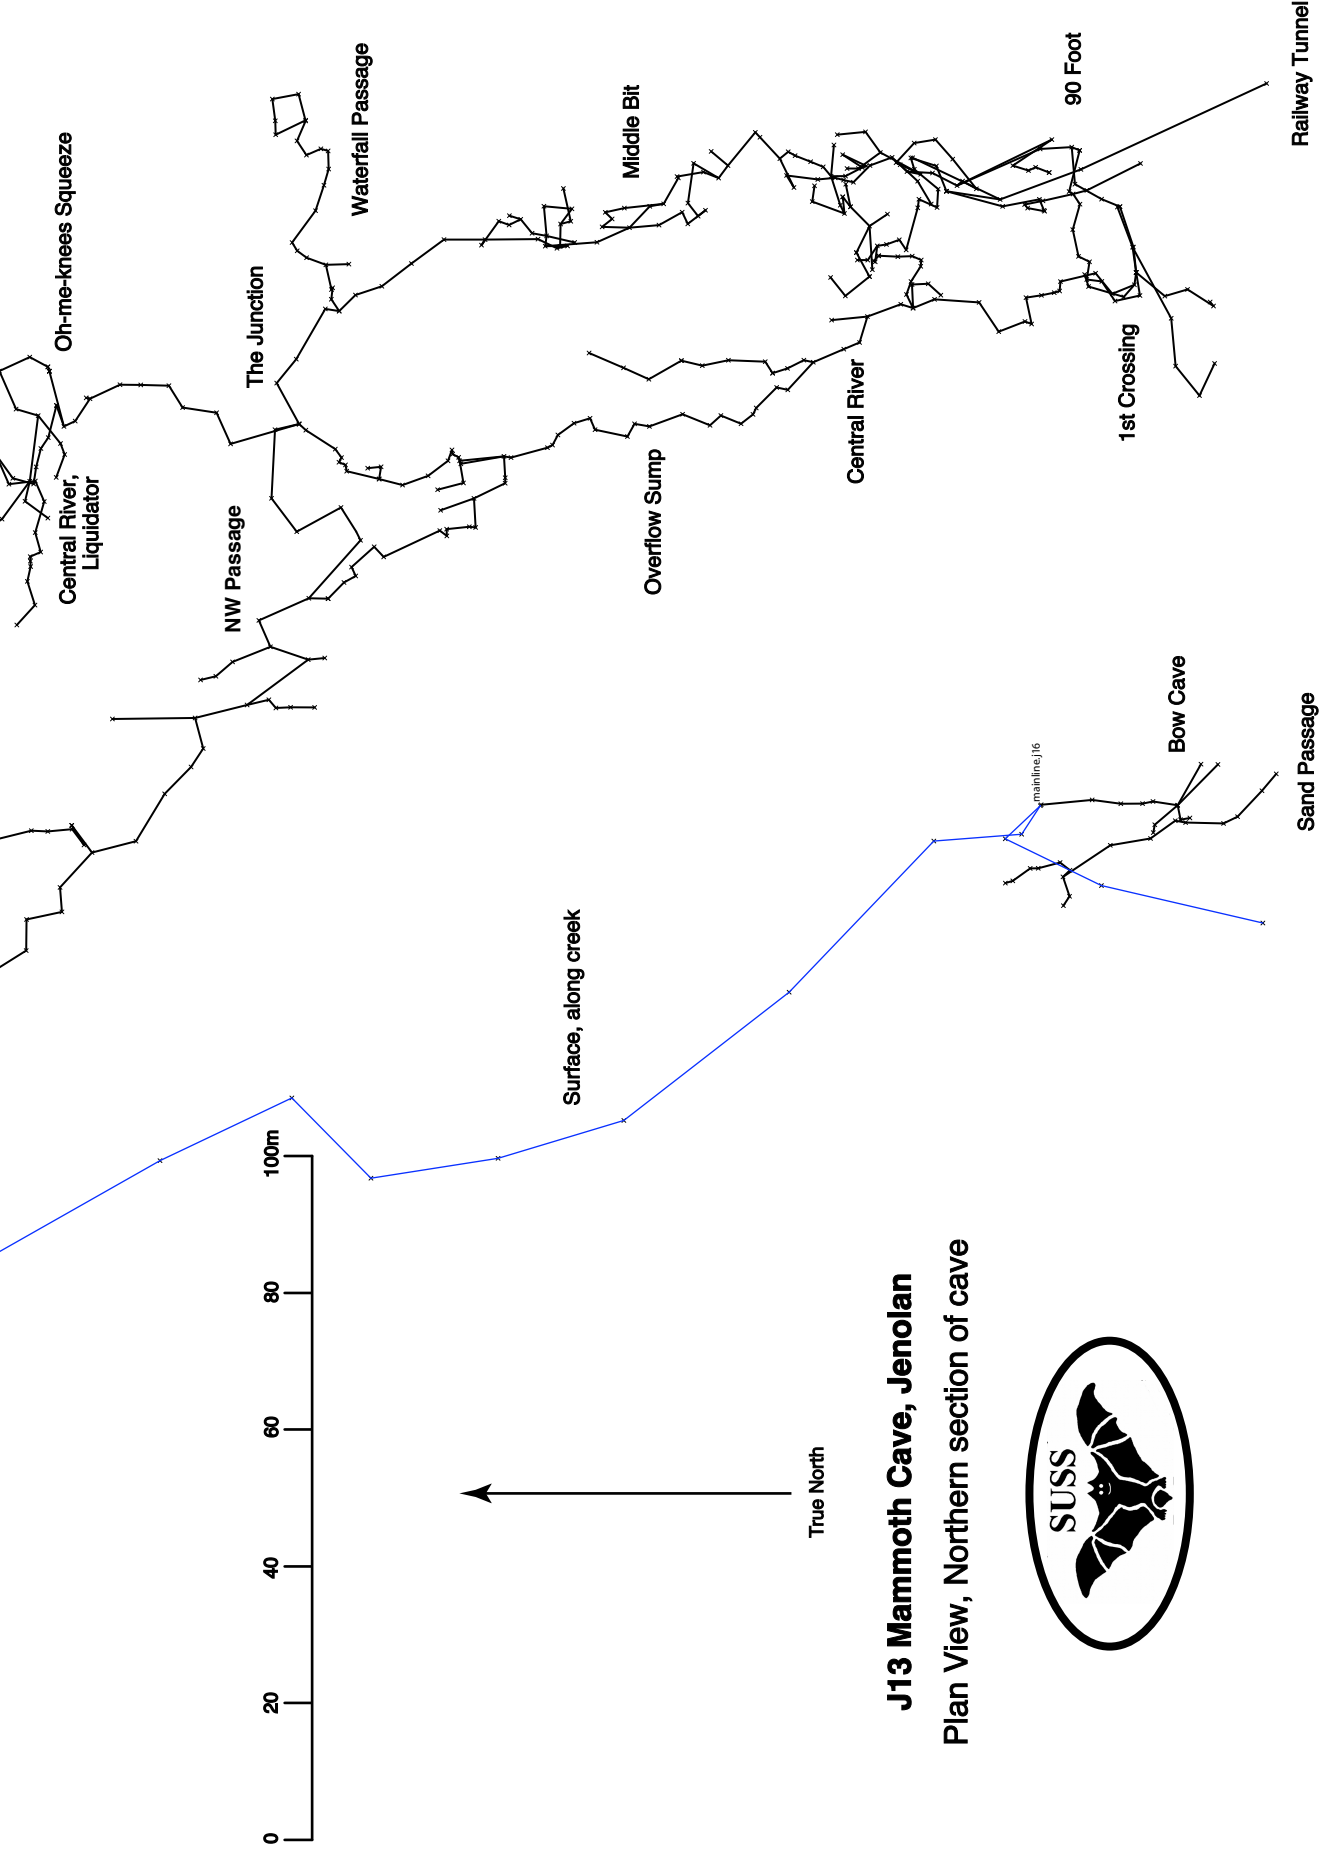 Oh-me-knees Squeeze
Waterfall Passage
Middle Bit
90 Foot
Railway Tunnel
The Junction
Central River,
Liquidator
NW Passage
Overflow Sump
Central River
1st Crossing
mainline.j16
Bow Cave
Sand Passage
Surface, along creek
0 20 40 60 80 100m
True North
J13 Mammoth Cave, Jenolan
Plan View, Northern section of cave
SUSS